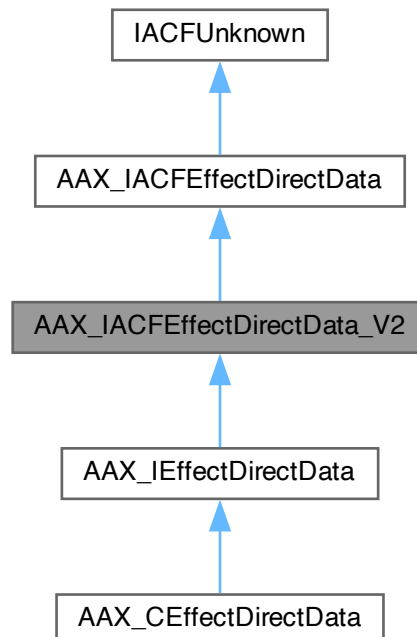 IACFUnknown
AAX_IACFEffectDirectData
AAX_IACFEffectDirectData_V2
AAX_IEffectDirectData
AAX_CEffectDirectData